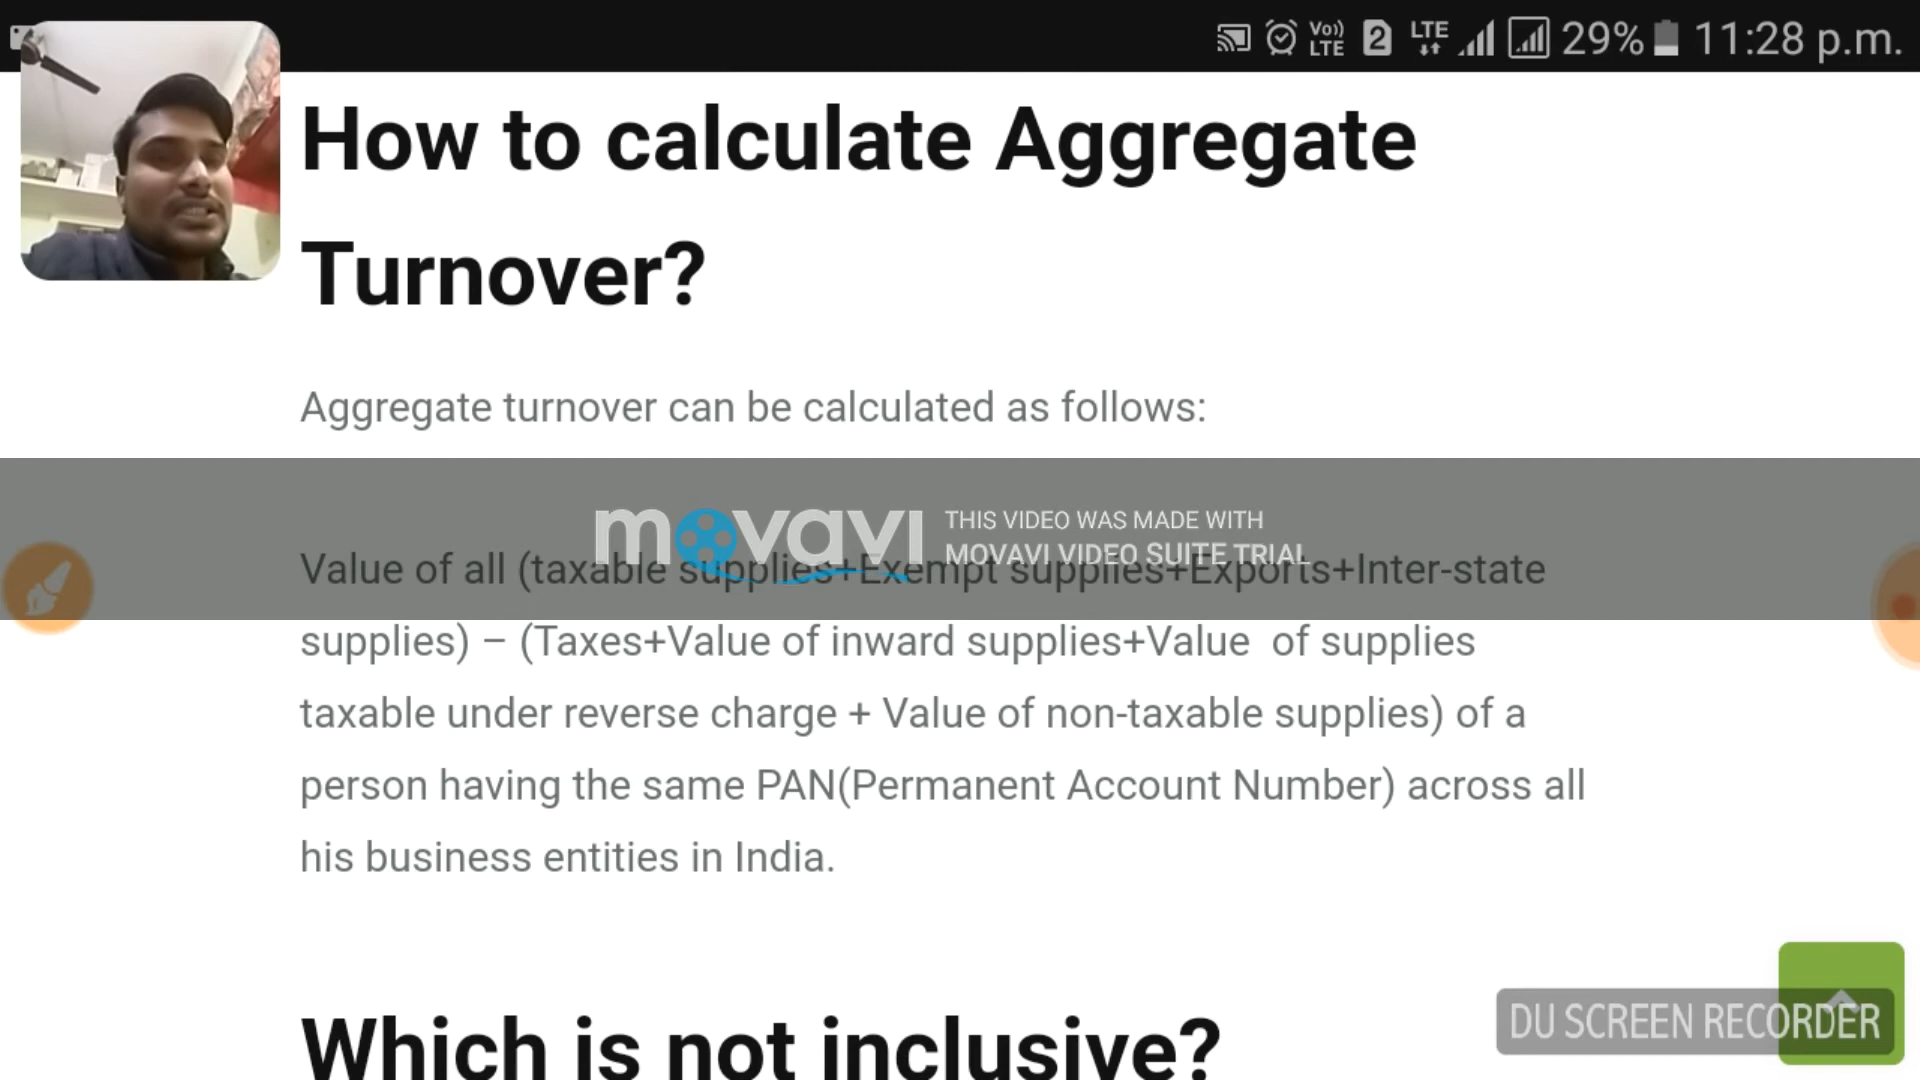 Vo)) LTE 2 LTE 29% 11:28 p.m.
How to calculate Aggregate
Turnover?
Aggregate turnover can be calculated as follows:
movavi THIS VIDEO WAS MADE WITH
MOVAVI VIDEO SUITE TRIAL
Value of all (taxable supplies+Exempt supplies+Exports+Inter-state
supplies) – (Taxes+Value of inward supplies+Value of supplies
taxable under reverse charge + Value of non-taxable supplies) of a
person having the same PAN(Permanent Account Number) across all
his business entities in India.
Which is not inclusive?
DU SCREEN RECORDER